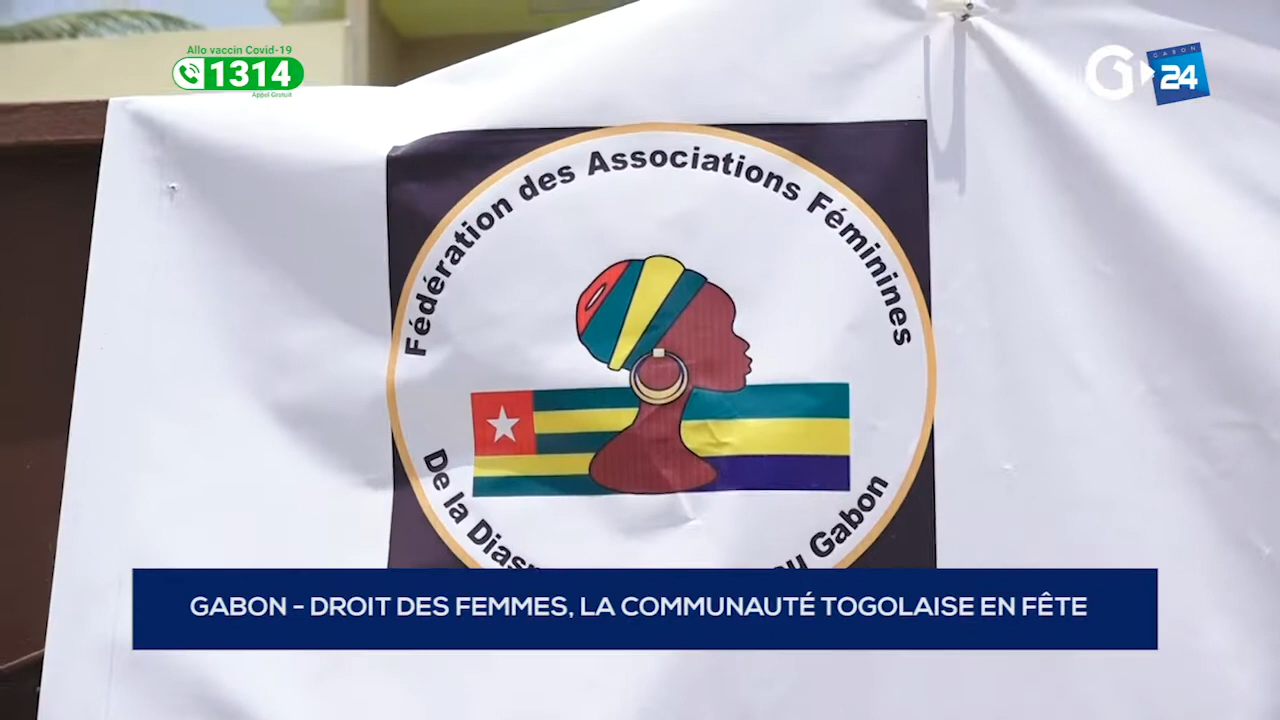 Allo vaccin Covid-19
1314
Appel Gratuit
GABON
G 24
Fédération des Associations Féminines
De la
au Gabon
GABON - DROIT DES FEMMES, LA COMMUNAUTÉ TOGOLAISE EN FÊTE